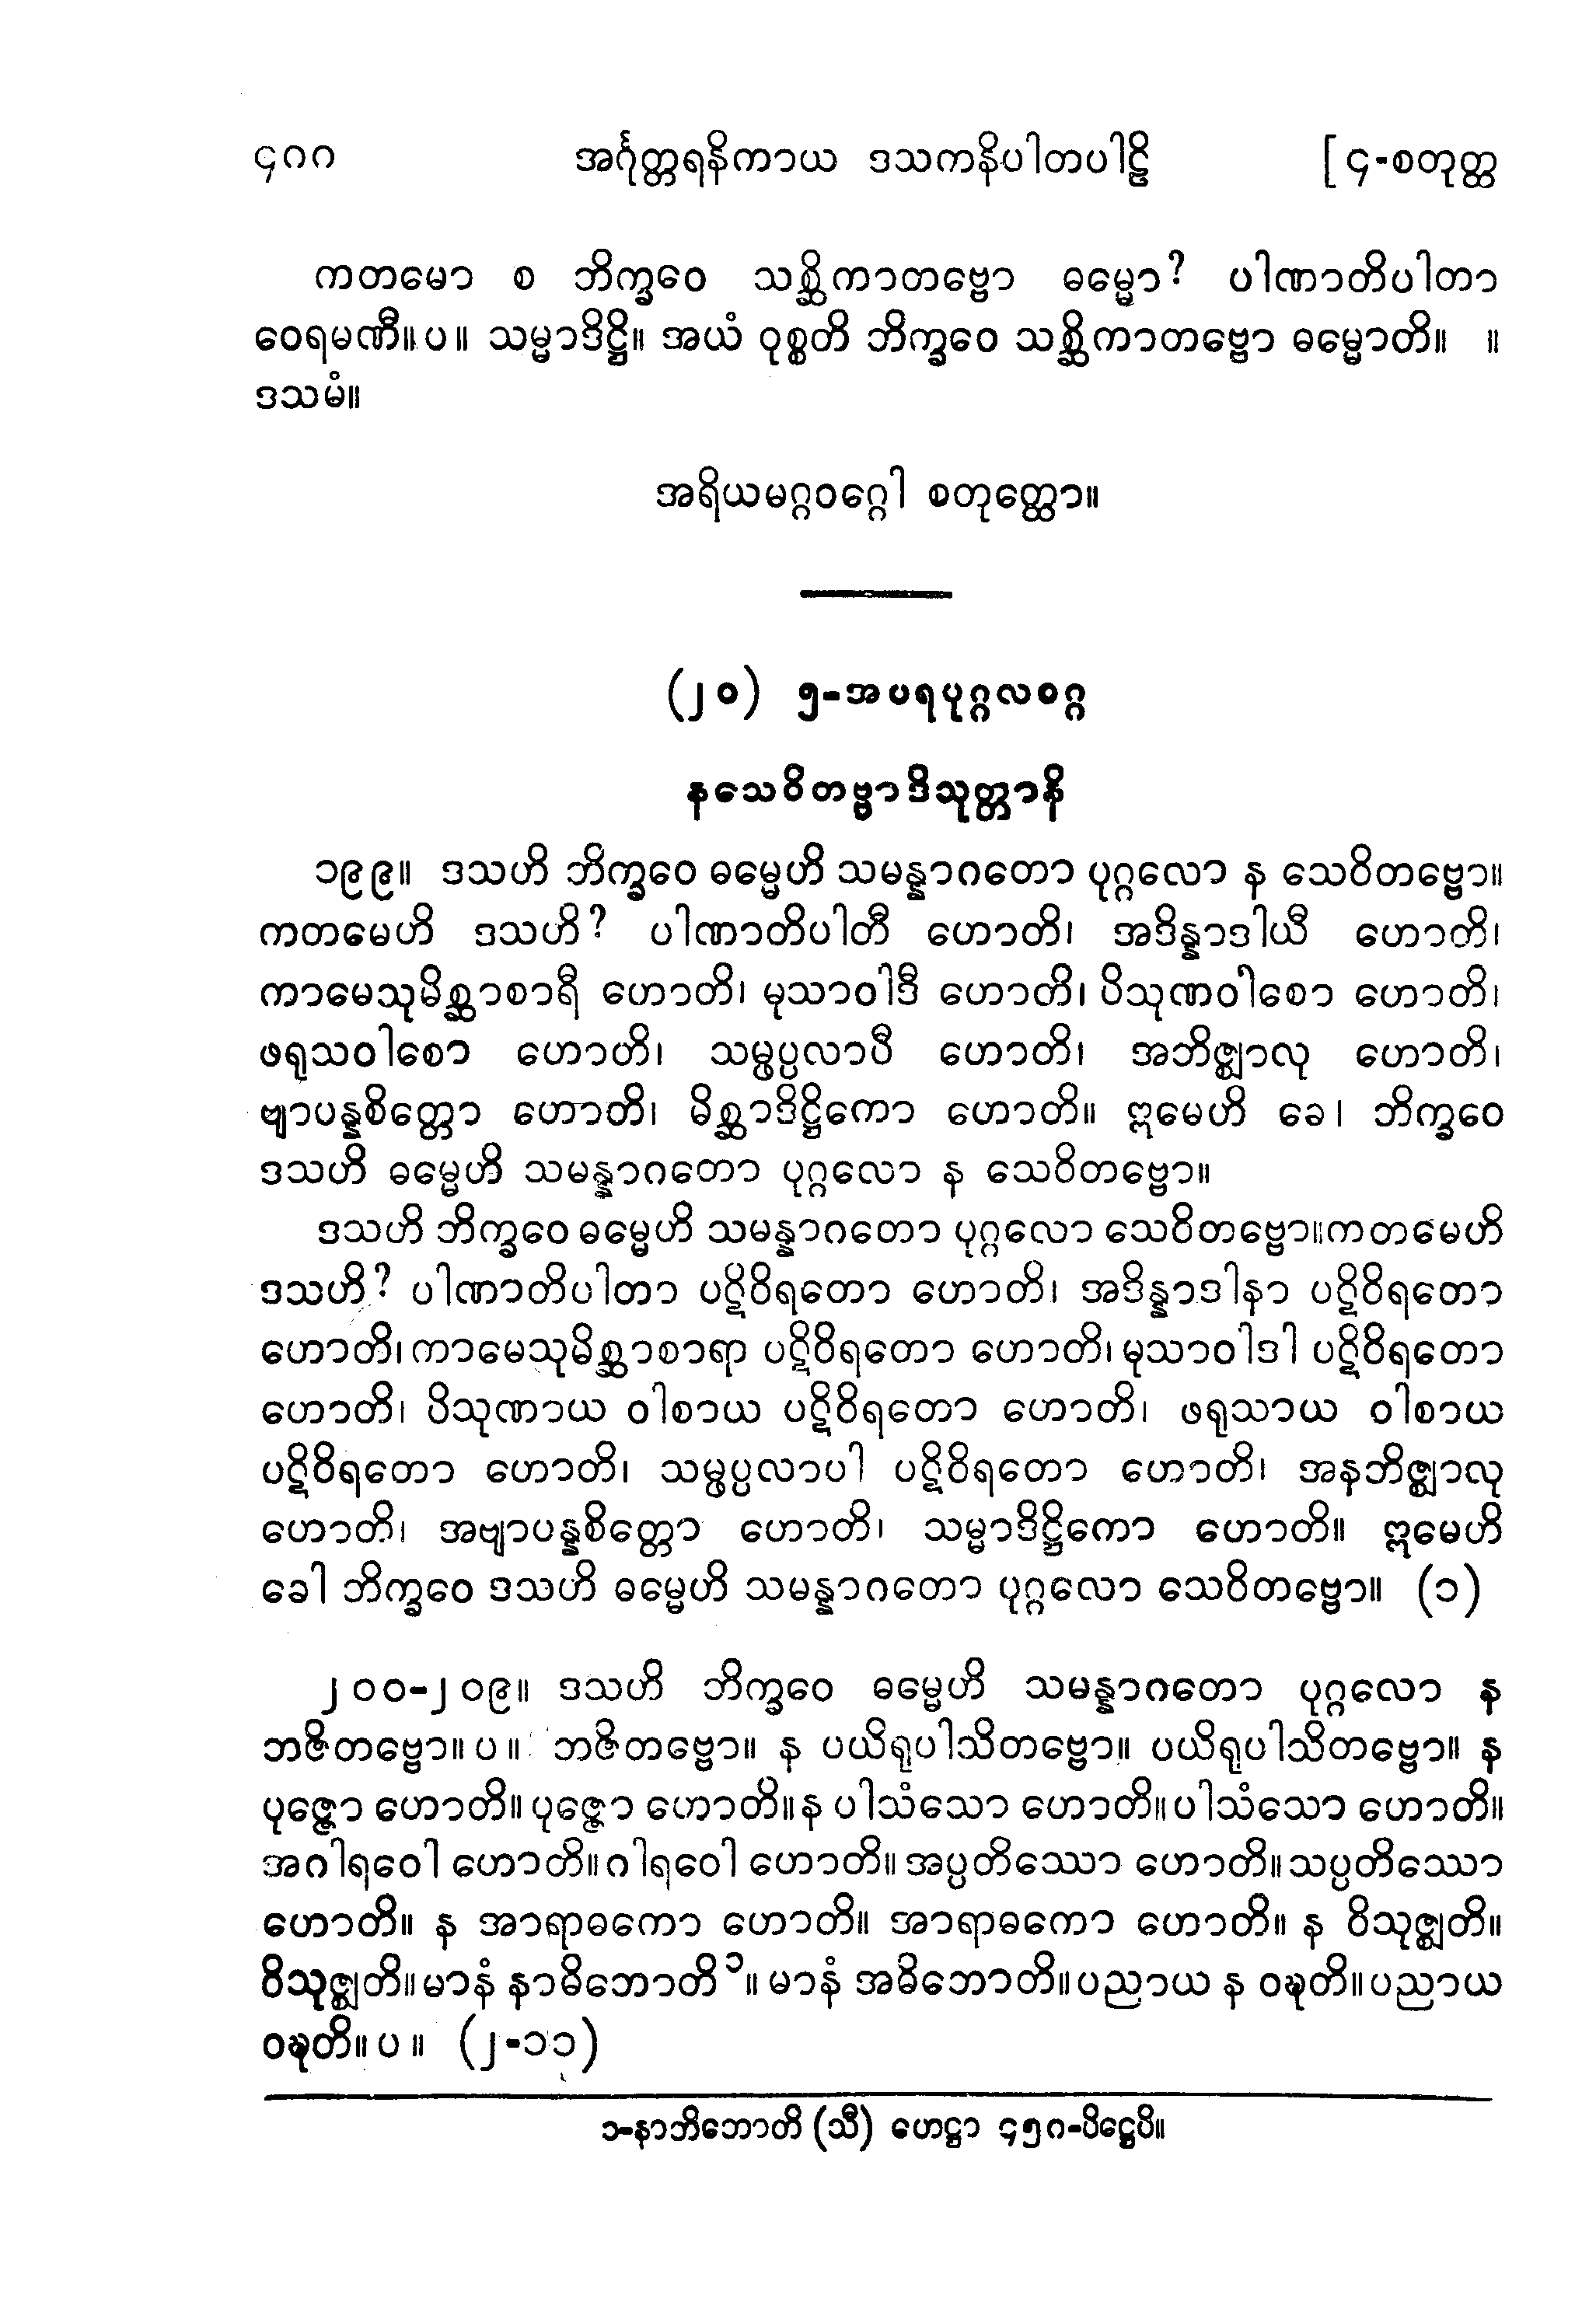 ၄၈၈ အင်္ဂုတ္တရနိကာယ ဒသကနိပါတပါဠိ [၄-စတုတ္ထ
ကတမော စ ဘိက္ခဝေ သစ္ဆိကာတဗ္ဗော ဓမ္မော? ပါဏာတိပါတာ
ဝေရမဏီ။ပ။ သမ္မာဒိဋ္ဌိ။ အယံ ဝုစ္စတိ ဘိက္ခဝေ သစ္ဆိကာတဗ္ဗော ဓမ္မောတိ။ ။
ဒသမံ။
အရိယမဂ္ဂဝဂ္ဂေါ စတုတ္ထော။
(၂၀) ၅-အပရပုဂ္ဂလဝဂ္ဂ
နသေဝိတဗ္ဗာဒိသုတ္တာနိ
၁၉၉။ ဒသဟိ ဘိက္ခဝေ ဓမ္မေဟိ သမန္နာဂတော ပုဂ္ဂလော န သေဝိတဗ္ဗော။
ကတမေဟိ ဒသဟိ? ပါဏာတိပါတီ ဟောတိ၊ အဒိန္နာဒါယီ ဟောတိ၊
ကာမေသုမိစ္ဆာစာရီ ဟောတိ၊ မုသာဝါဒီ ဟောတိ၊ ပိသုဏဝါစော ဟောတိ၊
ဖရုသဝါစော ဟောတိ၊ သမ္ဖပ္ပလာပီ ဟောတိ၊ အဘိဇ္ဈာလု ဟောတိ၊
ဗျာပန္နစိတ္တော ဟောတိ၊ မိစ္ဆာဒိဋ္ဌိကော ဟောတိ။ ဣမေဟိ ခေ၊ ဘိက္ခဝေ
ဒသဟိ ဓမ္မေဟိ သမန္နာဂတော ပုဂ္ဂလော န သေဝိတဗ္ဗော။
ဒသဟိ ဘိက္ခဝေ ဓမ္မေဟိ သမန္နာဂတော ပုဂ္ဂလော သေဝိတဗ္ဗော။ကတမေဟိ
ဒသဟိ? ပါဏာတိပါတာ ပဋိဝိရတော ဟောတိ၊ အဒိန္နာဒါနာ ပဋိဝိရတော
ဟောတိ၊ကာမေသုမိစ္ဆာစာရာ ပဋိဝိရတော ဟောတိ၊မုသာဝါဒါ ပဋိဝိရတော
ဟောတိ၊ ပိသုဏာယ ဝါစာယ ပဋိဝိရတော ဟောတိ၊ ဖရုသာယ ဝါစာယ
ပဋိဝိရတော ဟောတိ၊ သမ္ဖပ္ပလာပါ ပဋိဝိရတော ဟောတိ၊ အနဘိဇ္ဈာလု
ဟောတိ၊ အဗျာပန္နစိတ္တော ဟောတိ၊ သမ္မာဒိဋ္ဌိကော ဟောတိ။ ဣမေဟိ
ခေါ ဘိက္ခဝေ ဒသဟိ ဓမ္မေဟိ သမန္နာဂတော ပုဂ္ဂလော သေဝိတဗ္ဗော။ (၁)
၂၀၀-၂၀၉။ ဒသဟိ ဘိက္ခဝေ ဓမ္မေဟိ သမန္နာဂတော ပုဂ္ဂလော န
ဘဇိတဗ္ဗော။ပ။ ဘဇိတဗ္ဗော။ န ပယိရုပါသိတဗ္ဗော။ ပယိရုပါသိတဗ္ဗော။ န
ပုဇ္ဇော ဟောတိ။ပုဇ္ဇော ဟောတိ။န ပါသံသော ဟောတိ။ပါသံသော ဟောတိ။
အဂါရဝေါ ဟောတိ။ဂါရဝေါ ဟောတိ။အပ္ပတိဿော ဟောတိ။သပ္ပတိဿော
ဟောတိ။ န အာရာဓကော ဟောတိ။ အာရာဓကော ဟောတိ။ န ဝိသုဇ္ဈတိ။
ဝိသုဇ္ဈတိ။မာနံ နာဓိဘောတိ၁။မာနံ အဓိဘောတိ။ပညာယ န ဝဍ္ဎတိ။ပညာယ
ဝဍ္ဎတိ။ပ။ (၂-၁၁)
၁-နာဘိဘောတိ (သီ) ဟေဋ္ဌာ ၄၅၈-ပိဋ္ဌေပိ။